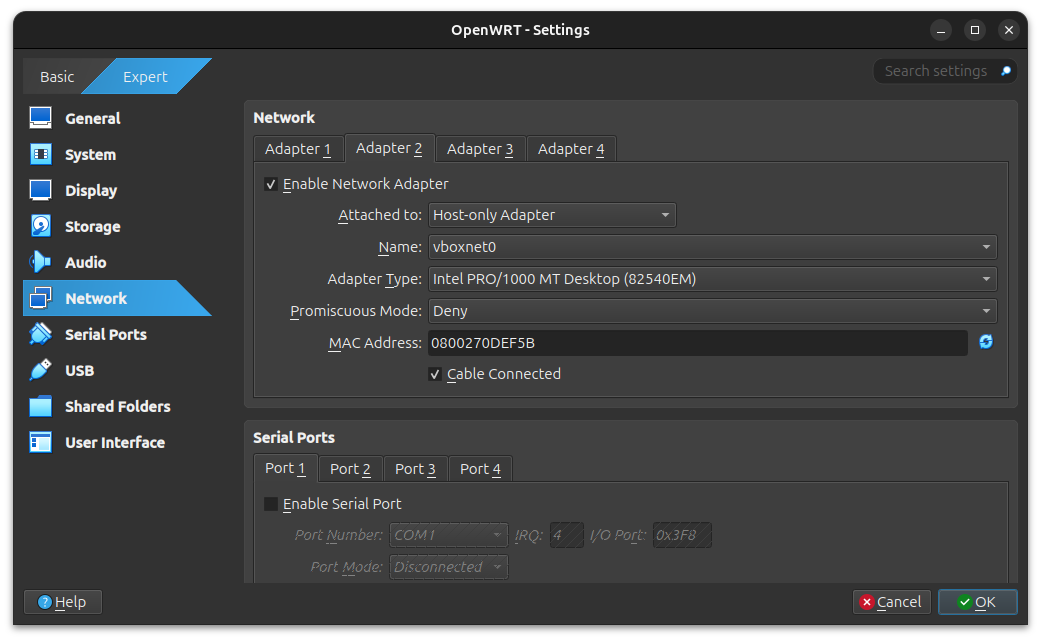 OpenWRT - Settings
Basic Expert Search settings
General
System
Display
Storage
Audio
Network
Serial Ports
USB
Shared Folders
User Interface
Network
Adapter 1 Adapter 2 Adapter 3 Adapter 4
Enable Network Adapter
Attached to: Host-only Adapter
Name: vboxnet0
Adapter Type: Intel PRO/1000 MT Desktop (82540EM)
Promiscuous Mode: Deny
MAC Address: 0800270DEF5B
Cable Connected
Serial Ports
Port 1 Port 2 Port 3 Port 4
Enable Serial Port
Port Number: COM1 IRQ: 4 I/O Port: 0x3F8
Port Mode: Disconnected
Help Cancel OK